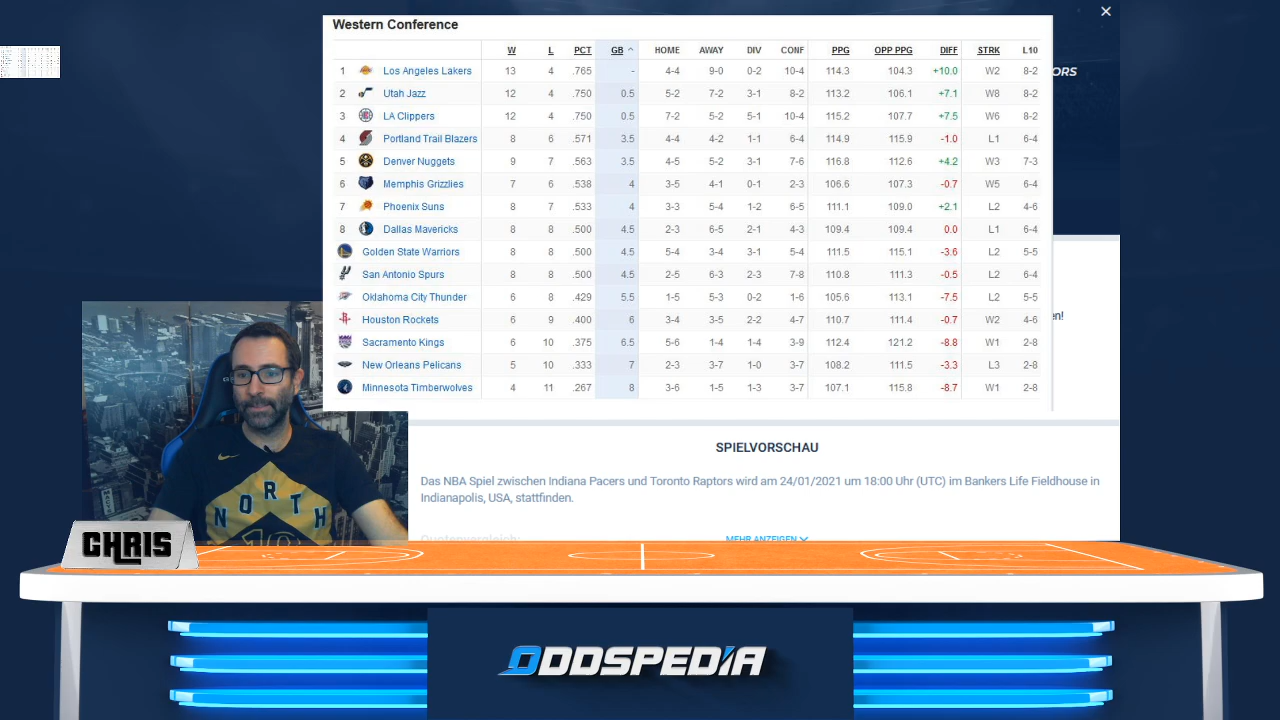 ×
Western Conference
W L PCT GB HOME AWAY DIV CONF PPG OPP PPG DIFF STRK L10
1 Los Angeles Lakers 13 4 .765 - 4-4 9-0 0-2 10-4 114.3 104.3 +10.0 W2 8-2
ORS
2 Utah Jazz 12 4 .750 0.5 5-2 7-2 3-1 8-2 113.2 106.1 +7.1 W8 8-2
3 LA Clippers 12 4 .750 0.5 7-2 5-2 5-1 10-4 115.2 107.7 +7.5 W6 8-2
4 Portland Trail Blazers 8 6 .571 3.5 4-4 4-2 1-1 6-4 114.9 115.9 -1.0 L1 6-4
5 Denver Nuggets 9 7 .563 3.5 4-5 5-2 3-1 7-5 116.8 112.6 +4.2 W3 7-3
6 Memphis Grizzlies 7 6 .538 4 3-5 4-1 0-1 2-3 106.6 107.3 -0.7 W5 6-4
7 Phoenix Suns 8 7 .533 4 3-3 5-4 1-2 6-5 111.1 109.0 +2.1 L2 4-6
8 Dallas Mavericks 8 8 .500 4.5 2-3 6-5 2-1 4-3 109.4 109.4 0.0 L1 6-4
Golden State Warriors 8 8 .500 4.5 5-4 3-4 3-1 5-4 111.5 115.1 -3.6 L2 5-5
San Antonio Spurs 8 8 .500 4.5 2-5 6-3 2-3 7-8 110.8 111.3 -0.5 L2 6-4
Oklahoma City Thunder 6 8 .429 5.5 1-5 5-3 0-2 1-6 105.6 113.1 -7.5 L2 5-5
Houston Rockets 6 9 .400 6 3-4 3-5 2-2 4-7 110.7 111.4 -0.7 W2 4-6
en!
Sacramento Kings 6 10 .375 6.5 5-6 1-4 1-4 3-9 112.4 121.2 -8.8 W1 2-8
New Orleans Pelicans 5 10 .333 7 2-3 3-7 1-0 3-7 108.2 111.5 -3.3 L3 2-8
Minnesota Timberwolves 4 11 .267 8 3-6 1-5 1-3 3-7 107.1 115.8 -8.7 W1 2-8
SPIELVORSCHAU
Das NBA Spiel zwischen Indiana Pacers und Toronto Raptors wird am 24/01/2021 um 18:00 Uhr (UTC) im Bankers Life Fieldhouse in
Indianapolis, USA, stattfinden.
Quotenvergleich:
MEHR ANZEIGEN
NORTH
CHRIS
ODDSPEDIA